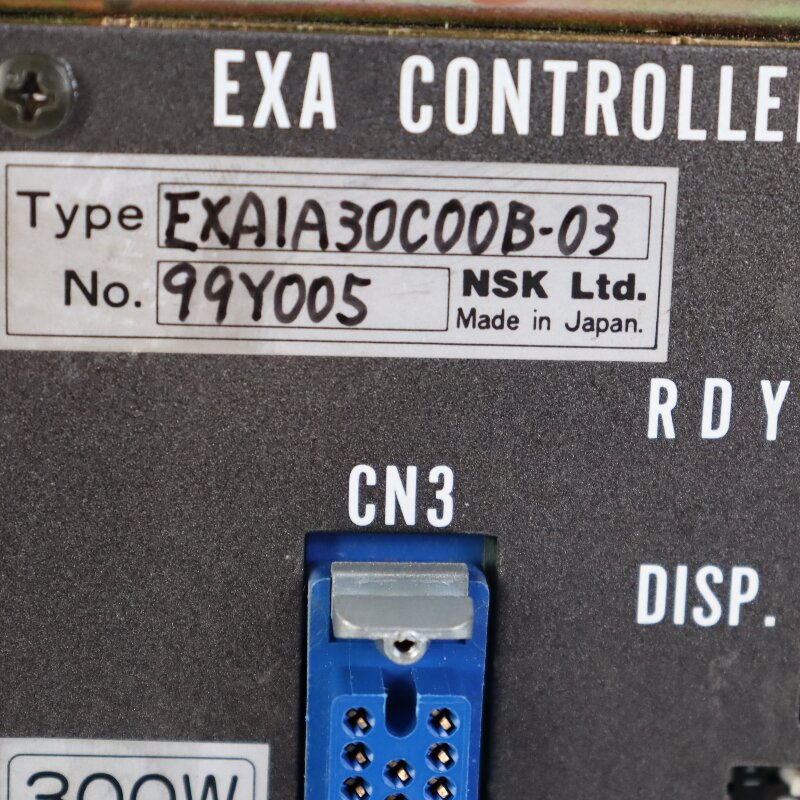 EXA CONTROLLE
Type EXA1A30C00B-03
No. 99Y005 NSK Ltd.
Made in Japan.
RDY
CN3
DISP.
300W